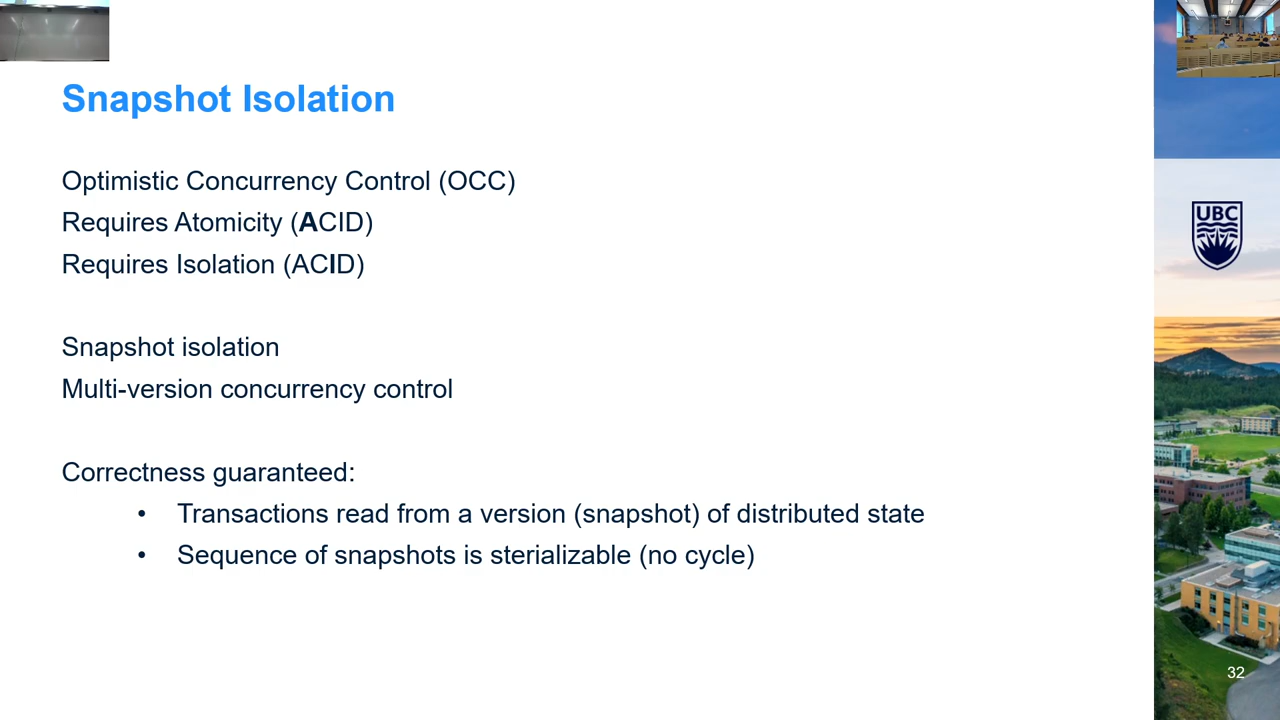 Snapshot Isolation
Optimistic Concurrency Control (OCC)
Requires Atomicity (ACID)
Requires Isolation (ACID)
Snapshot isolation
Multi-version concurrency control
Correctness guaranteed:
• Transactions read from a version (snapshot) of distributed state
• Sequence of snapshots is sterializable (no cycle)
UBC
32